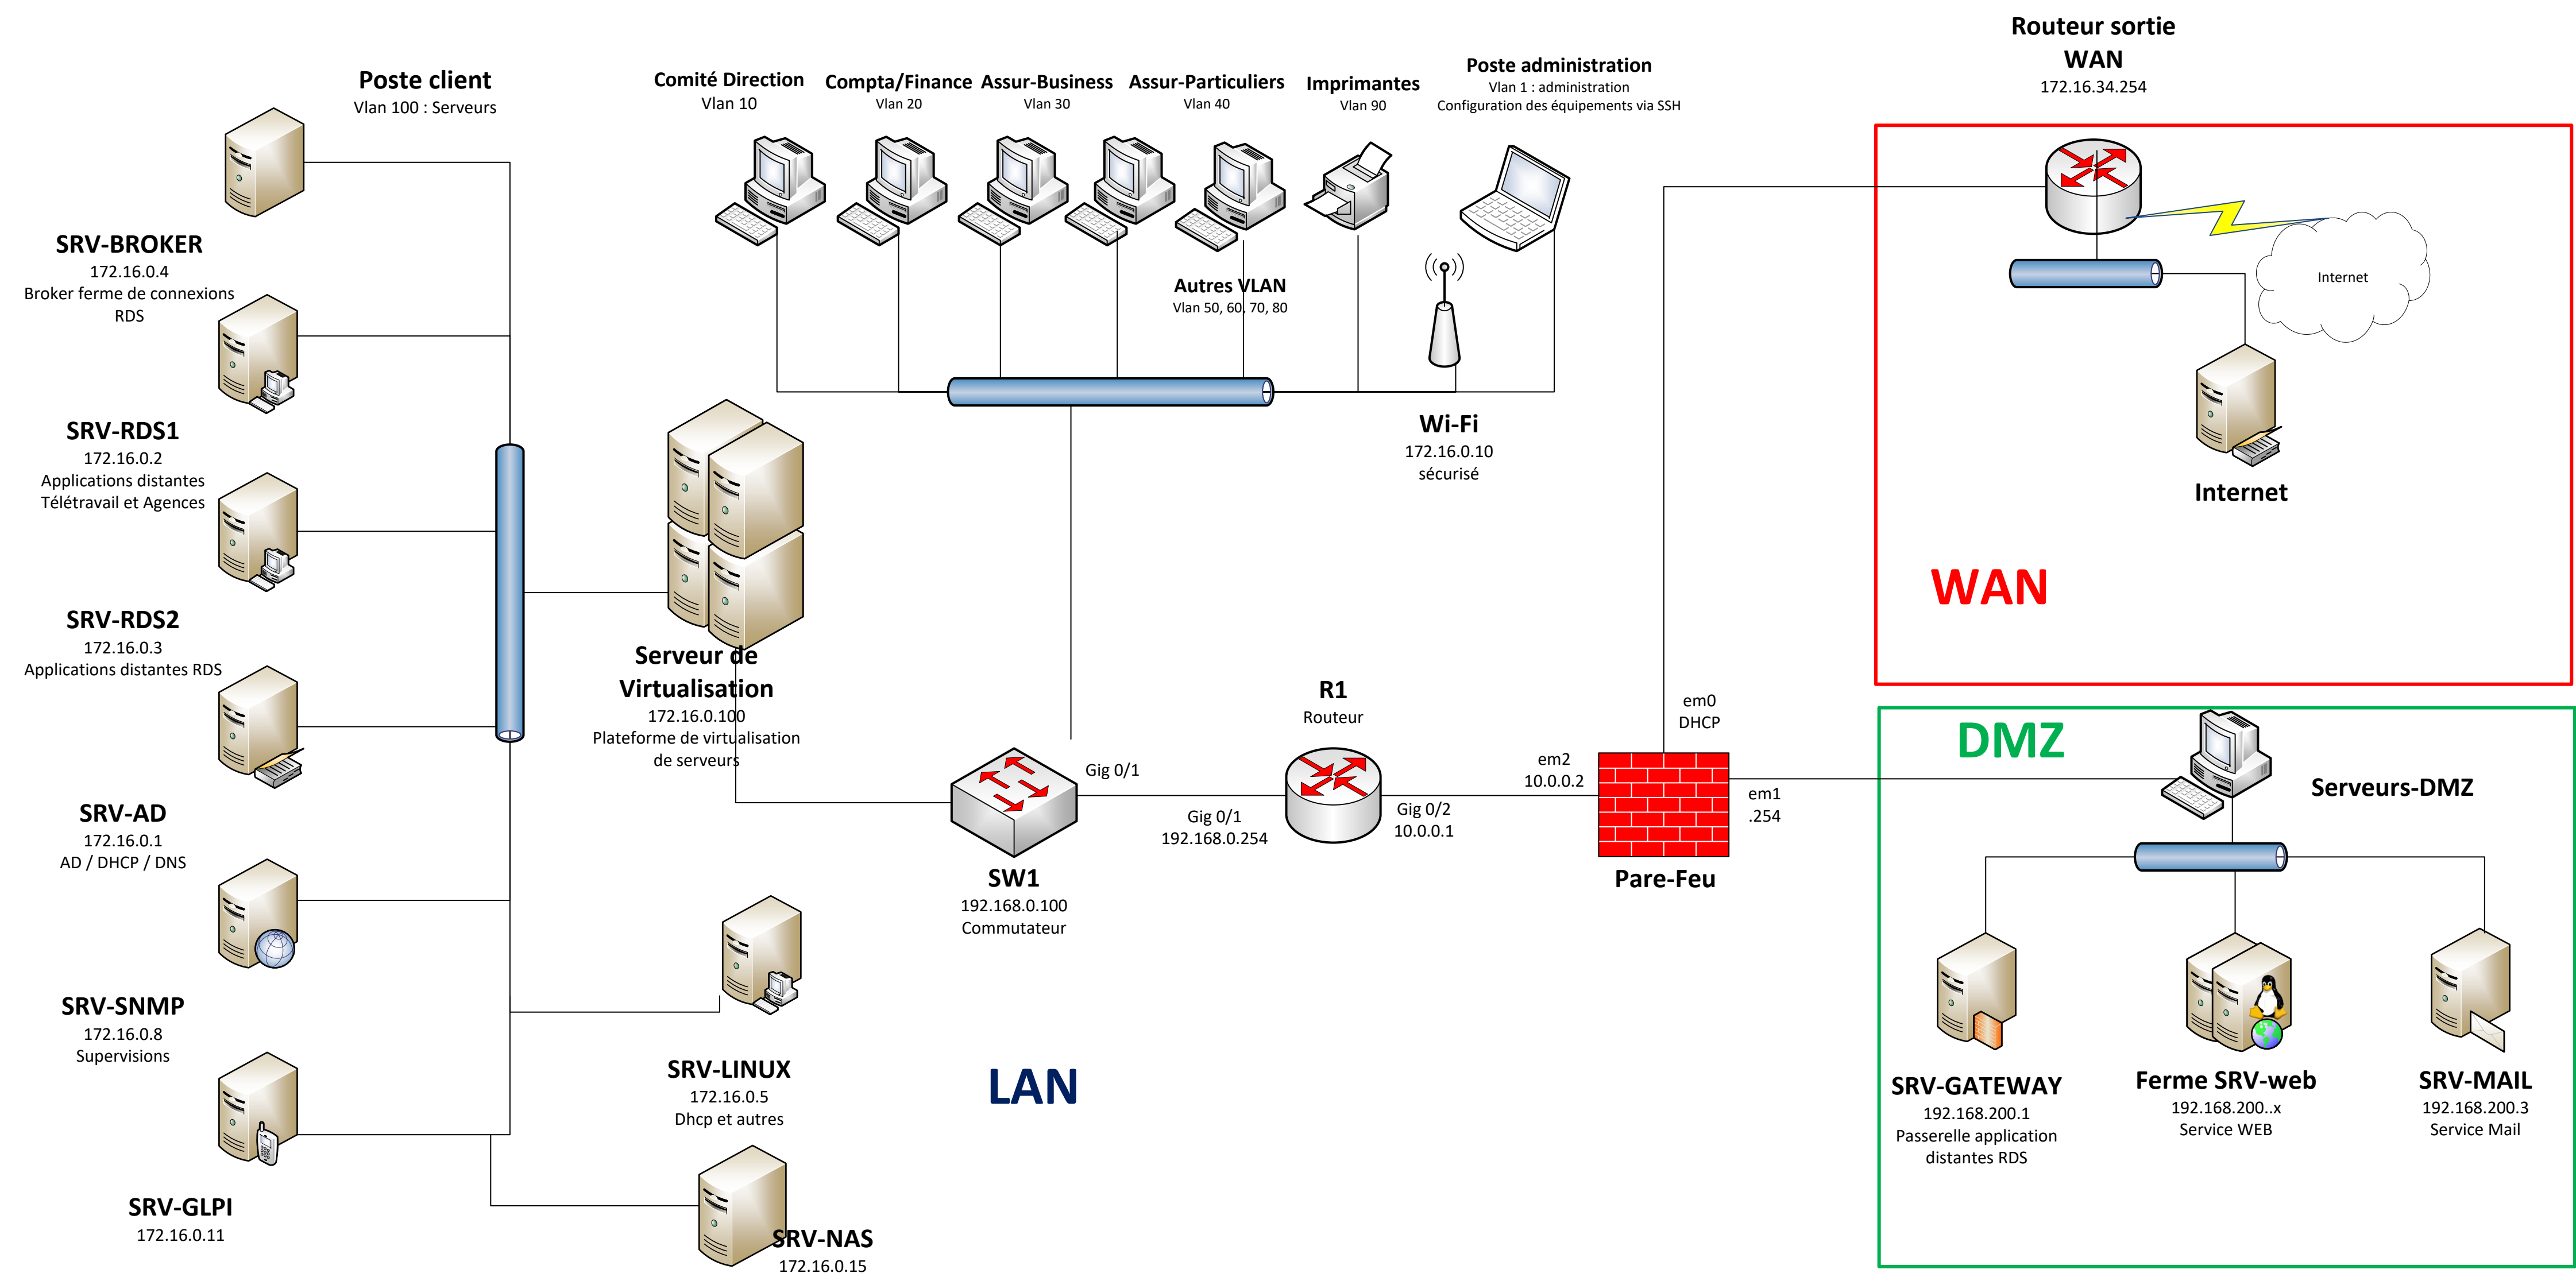 Poste client
Vlan 100 : Serveurs
SRV-BROKER
172.16.0.4
Broker ferme de connexions
RDS
SRV-RDS1
172.16.0.2
Applications distantes
Télétravail et Agences
SRV-RDS2
172.16.0.3
Applications distantes RDS
SRV-AD
172.16.0.1
AD / DHCP / DNS
SRV-SNMP
172.16.0.8
Supervisions
SRV-GLPI
172.16.0.11
Serveur de
Virtualisation
172.16.0.100
Plateforme de virtualisation
de serveurs
SRV-LINUX
172.16.0.5
Dhcp et autres
SRV-NAS
172.16.0.15
Comité Direction
Vlan 10
Compta/Finance
Vlan 20
Assur-Business
Vlan 30
Assur-Particuliers
Vlan 40
Imprimantes
Vlan 90
Poste administration
Vlan 1 : administration
Configuration des équipements via SSH
Autres VLAN
Vlan 50, 60, 70, 80
Wi-Fi
172.16.0.10
sécurisé
SW1
192.168.0.100
Commutateur
Gig 0/1
Gig 0/1
192.168.0.254
R1
Routeur
Gig 0/2
10.0.0.1
em2
10.0.0.2
em0
DHCP
em1
.254
Pare-Feu
LAN
Routeur sortie
WAN
172.16.34.254
Internet
Internet
WAN
DMZ
Serveurs-DMZ
SRV-GATEWAY
192.168.200.1
Passerelle application
distantes RDS
Ferme SRV-web
192.168.200..x
Service WEB
SRV-MAIL
192.168.200.3
Service Mail